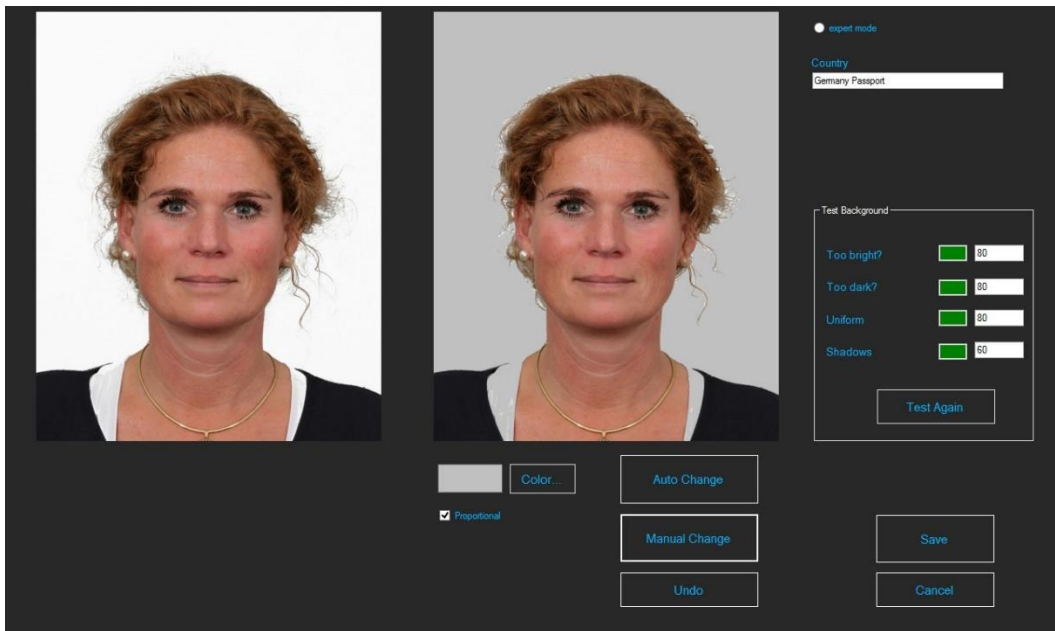 expert mode
Country
Germany Passport
Test Background
Too bright? 80
Too dark? 80
Uniform 80
Shadows 60
Test Again
Color...
Auto Change
Proportional
Manual Change
Save
Undo
Cancel